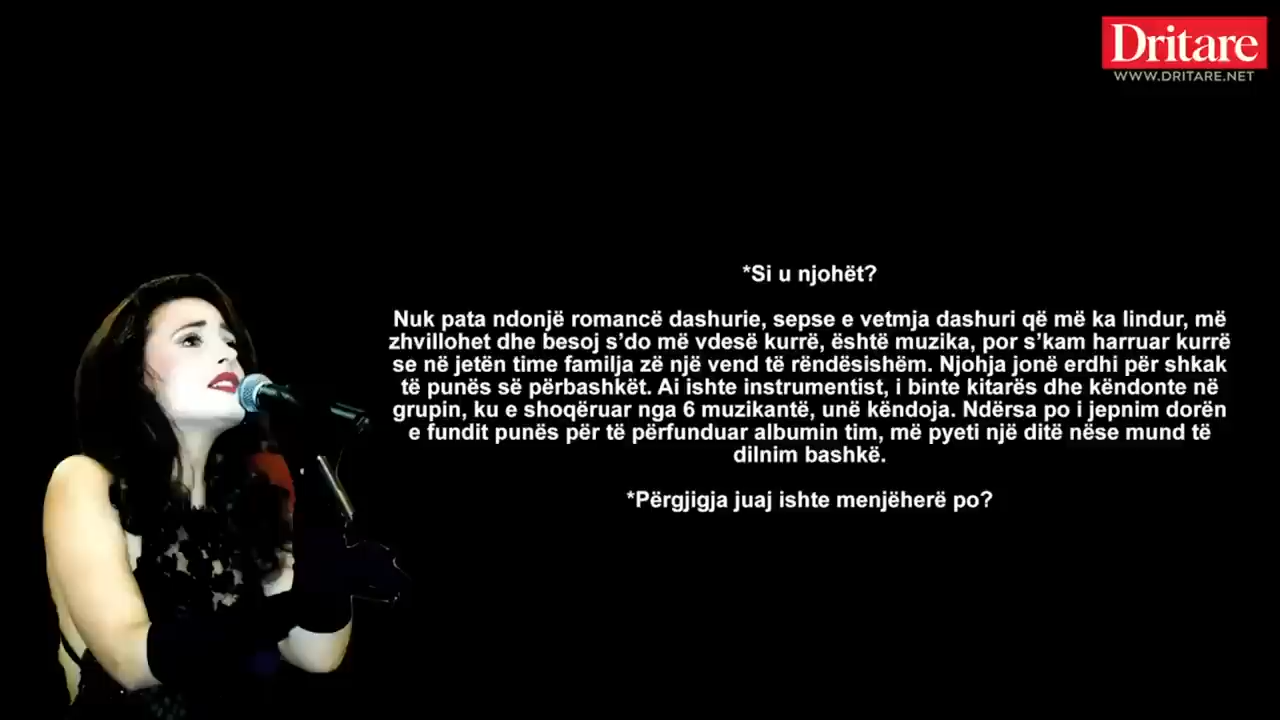 Dritare
WWW.DRITARE.NET
*Si u njohët?
Nuk pata ndonjë romancë dashurie, sepse e vetmja dashuri që më ka lindur, më
zhvillohet dhe besoj s’do më vdesë kurrë, është muzika, por s’kam harruar kurrë
se në jetën time familja zë një vend të rëndësishëm. Njohja jonë erdhi për shkak
të punës së përbashkët. Ai ishte instrumentist, i binte kitarës dhe këndonte në
grupin, ku e shoqëruar nga 6 muzikantë, unë këndoja. Ndërsa po i jepnim dorën
e fundit punës për të përfunduar albumin tim, më pyeti një ditë nëse mund të
dilnim bashkë.
*Përgjigja juaj ishte menjëherë po?